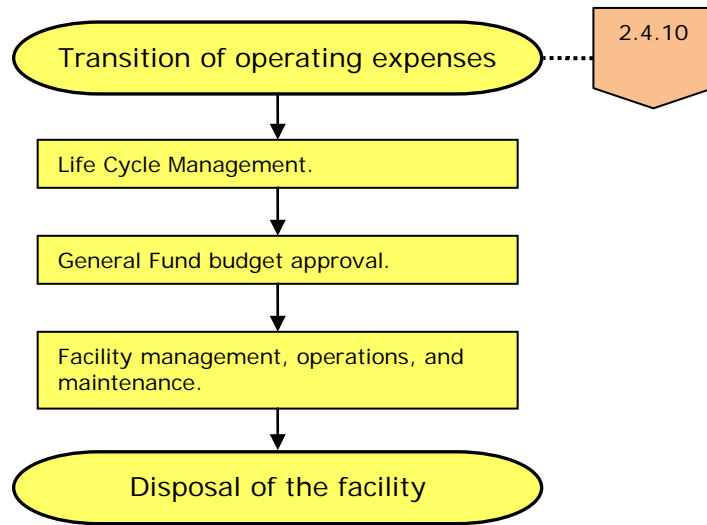 Transition of operating expenses
2.4.10
Life Cycle Management.
General Fund budget approval.
Facility management, operations, and
maintenance.
Disposal of the facility